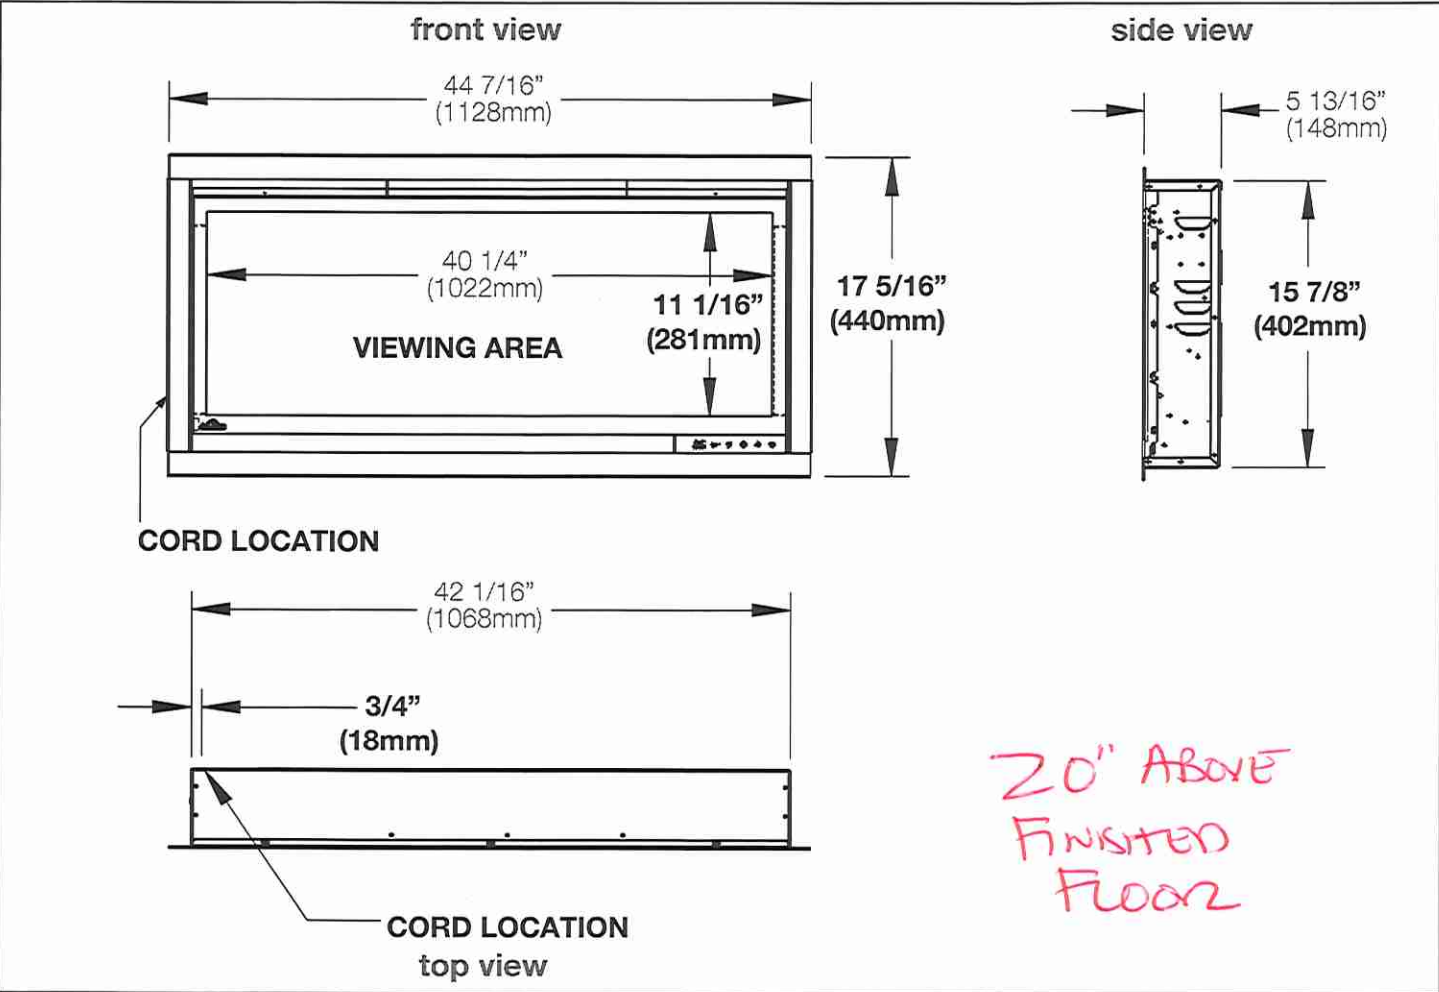 front view
side view
44 7/16”
(1128mm)
5 13/16”
(148mm)
40 1/4”
(1022mm)
11 1/16”
(281mm)
17 5/16”
(440mm)
15 7/8”
(402mm)
VIEWING AREA
CORD LOCATION
42 1/16”
(1068mm)
3/4”
(18mm)
20" ABOVE
FINISHED
FLOOR
CORD LOCATION
top view